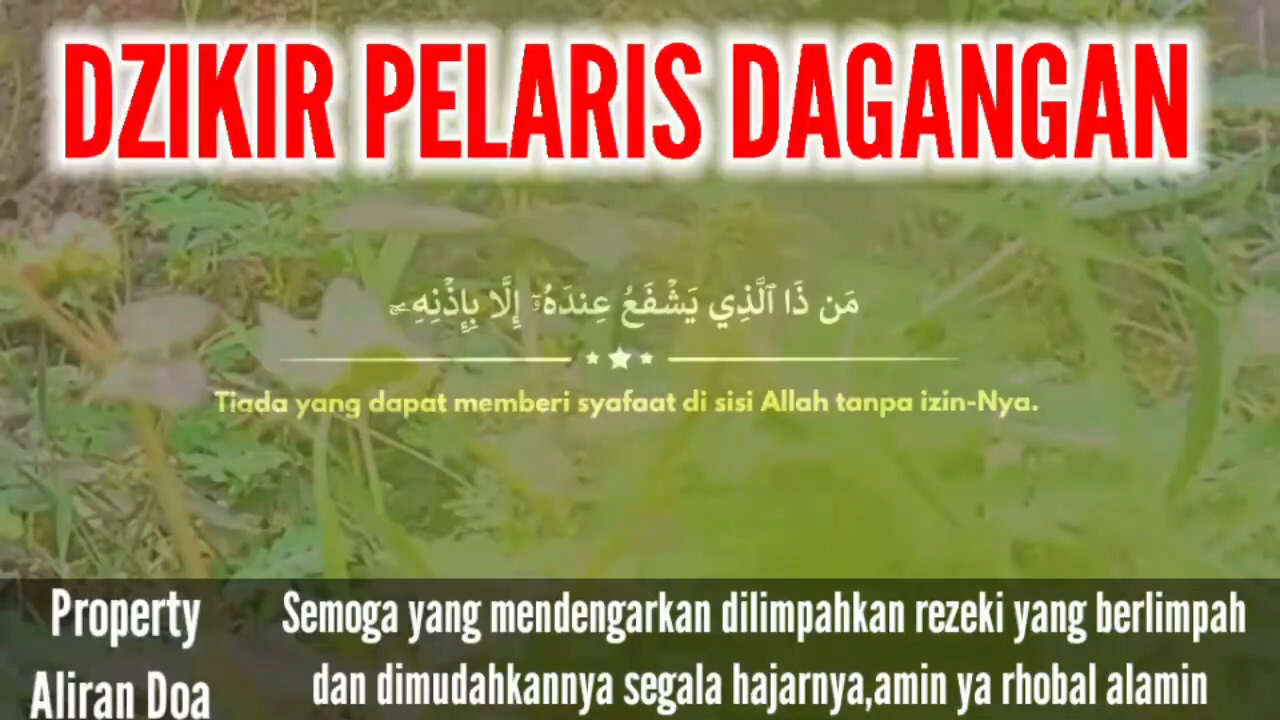 DZIKIR PELARIS DAGANGAN
مَن ذَا ٱلَّذِي يَشۡفَعُ عِندَهُۥٓ إِلَّا بِإِذۡنِهِۦ
Tiada yang dapat memberi syafaat di sisi Allah tanpa izin-Nya.
Property
Aliran Doa
Semoga yang mendengarkan dilimpahkan rezeki yang berlimpah
dan dimudahkannya segala hajarnya,amin ya rhobal alamin